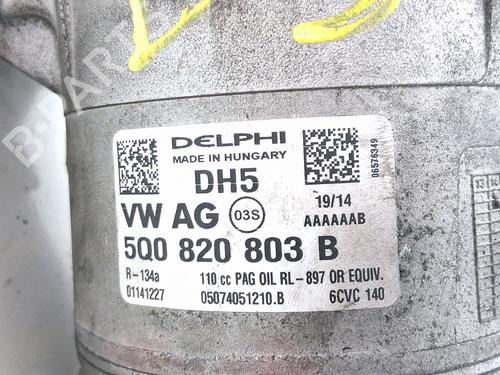 DELPHI
MADE IN HUNGARY
06576349
DH5
19/14
VW AG 03S AAAAAAB
5Q0 820 803 B
R-134a 110 cc PAG OIL RL-897 OR EQUIV.
01141227 05074051210.B 6CVC 140